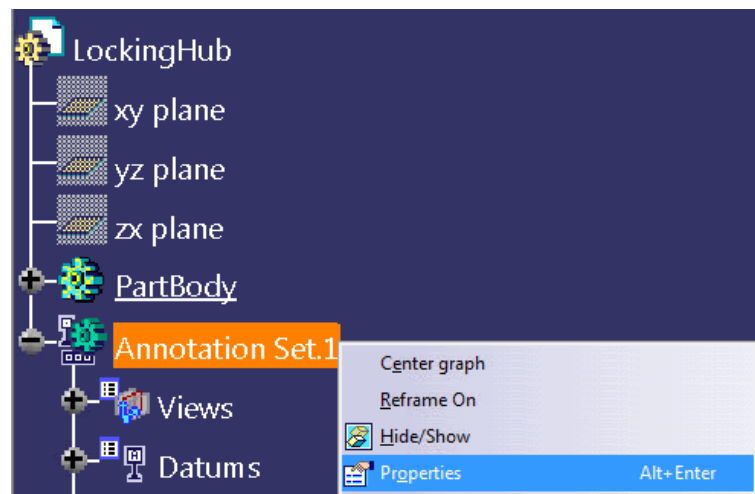 LockingHub
xy plane
yz plane
zx plane
PartBody
Annotation Set.1
Center graph
Reframe On
Hide/Show
Properties Alt+Enter
Views
Datums